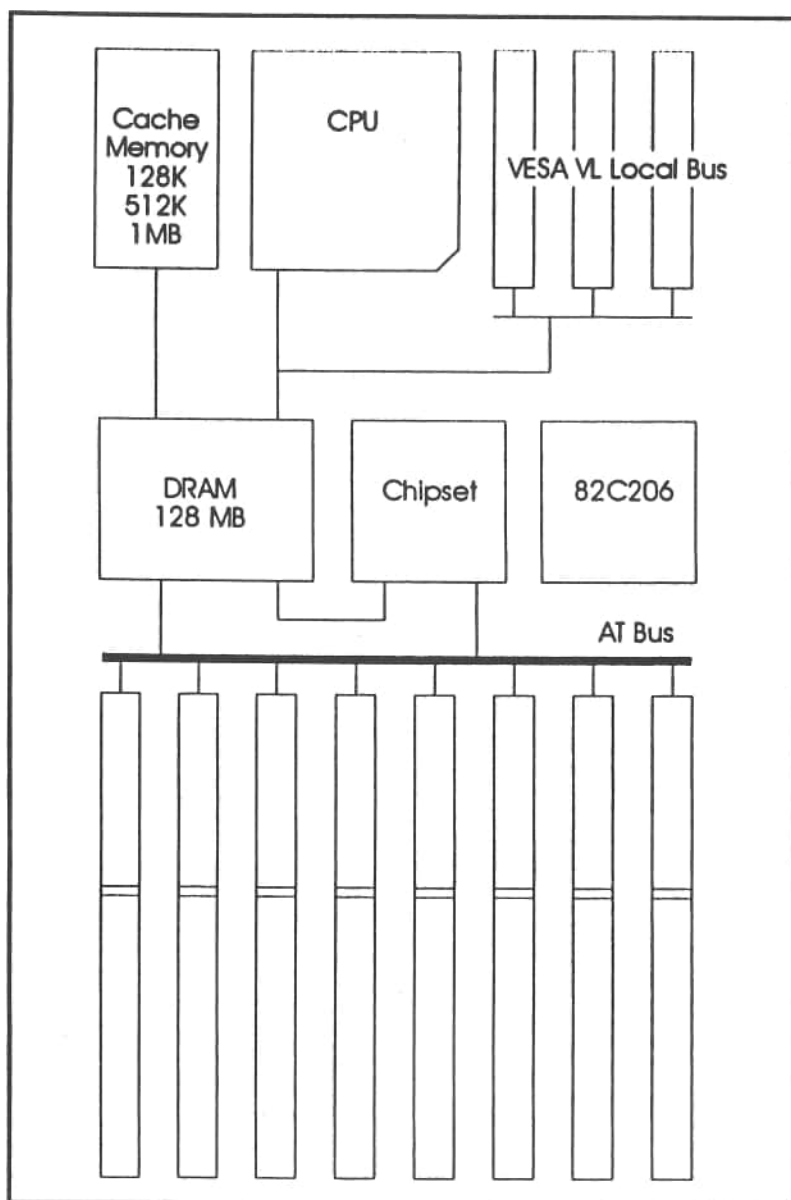 Cache
Memory
128K
512K
1MB
CPU
VESA VL Local Bus
DRAM
128 MB
Chipset
82C206
AT Bus